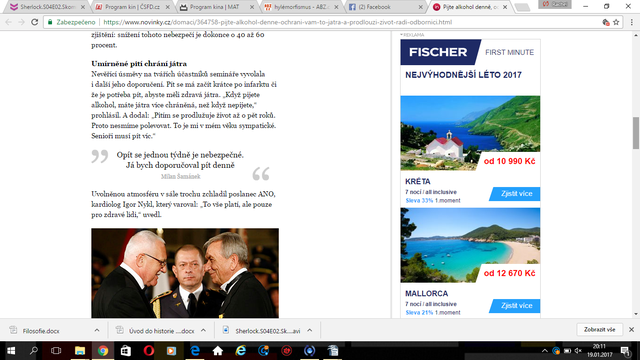 Sherlock.S04E02.Skon
Program kin | ČSFD.cz
Program kina | MAT
hylémorfismus - ABZ
(2) Facebook
Pijte alkohol denně, o
Zabezpečeno
https://www.novinky.cz/domaci/364758-pijte-alkohol-denne-ochrani-vam-to-jatra-a-prodlouzi-zivot-radi-odbornici.html
zjištění: snížení tohoto nebezpečí je dokonce o 40 až 60
procent.
Umírněné pití chrání játra
Nevěřící úsměvy na tvářích účastníků semináře vyvolala
i další jeho doporučení. Pít se má začít krátce po infarktu či
že je potřeba pít, abyste měli zdravá játra. „Když pijete
alkohol, máte játra více chráněná, než když nepijete,“
prohlásil. A dodal: „Pitím se prodlužuje život až o pět roků.
Proto nesmíme polevovat. To je mi v mém věku sympatické.
Senioři musí pít víc.“
Opít se jednou týdně je nebezpečné.
Já bych doporučoval pít denně
Milan Šamánek
Uvolněnou atmosféru v sále trochu zchladil poslanec ANO,
kardiolog Igor Nykl, který varoval: „To vše platí, ale pouze
pro zdravé lidi,“ uvedl.
REKLAMA
FISCHER
FIRST MINUTE
NEJVÝHODNĚJŠÍ LÉTO 2017
od 10 990 Kč
KRÉTA
7 nocí / all inclusive
Sleva 33% 1.moment
Zjistit více
od 12 670 Kč
MALLORCA
7 nocí / all inclusive
Sleva 21% 1.moment
Zjistit více
Filosofie.docx
Úvod do historie ....docx
Sherlock.S04E02.Sk....avi
Zobrazit vše
20:11
19.01.2017